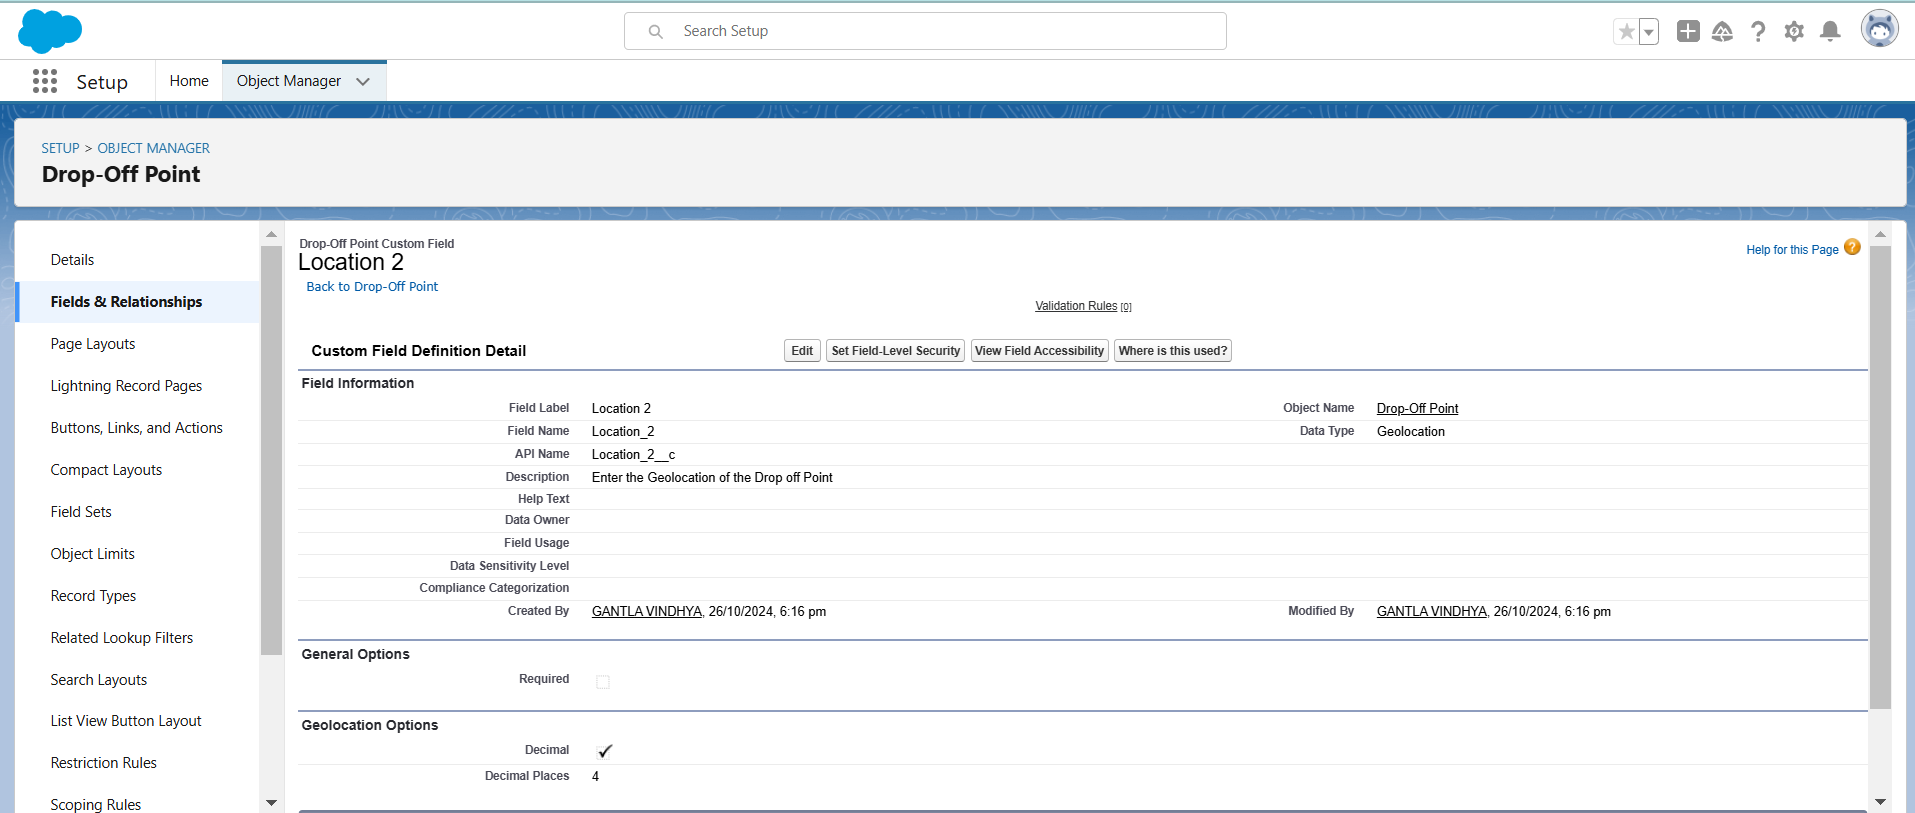 Search Setup
Setup
Home
Object Manager
SETUP > OBJECT MANAGER
Drop-Off Point
Details
Fields & Relationships
Page Layouts
Lightning Record Pages
Buttons, Links, and Actions
Compact Layouts
Field Sets
Object Limits
Record Types
Related Lookup Filters
Search Layouts
List View Button Layout
Restriction Rules
Scoping Rules
Drop-Off Point Custom Field
Location 2
Back to Drop-Off Point
Help for this Page ?
Validation Rules [0]
Custom Field Definition Detail
Edit
Set Field-Level Security
View Field Accessibility
Where is this used?
Field Information
Field Label Location 2 Object Name Drop-Off Point
Field Name Location_2 Data Type Geolocation
API Name Location_2__c
Description Enter the Geolocation of the Drop off Point
Help Text
Data Owner
Field Usage
Data Sensitivity Level
Compliance Categorization
Created By GANTLA VINDHYA, 26/10/2024, 6:16 pm Modified By GANTLA VINDHYA, 26/10/2024, 6:16 pm
General Options
Required
Geolocation Options
Decimal
Decimal Places 4